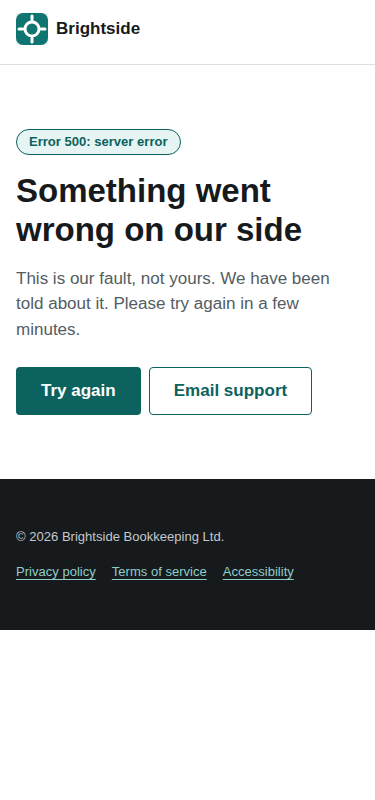 Brightside
Error 500: server error
Something went
wrong on our side
This is our fault, not yours. We have been
told about it. Please try again in a few
minutes.
Try again
Email support
© 2026 Brightside Bookkeeping Ltd.
Privacy policy Terms of service Accessibility